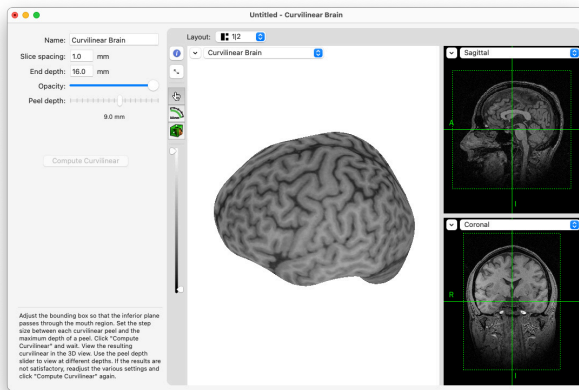 Untitled - Curvilinear Brain
Name: Curvilinear Brain
Slice spacing: 1.0 mm
End depth: 16.0 mm
Opacity:
Peel depth:
9.0 mm
Compute Curvilinear
Adjust the bounding box so that the inferior plane
passes through the mouth region. Set the step
size between each curvilinear peel and the
maximum depth of a peel. Click "Compute
Curvilinear" and wait. View the resulting
curvilinear in the 3D view. Use the peel depth
slider to view at different depths. If the results are
not satisfactory, readjust the various settings and
click "Compute Curvilinear" again.
Layout: 1|2
Curvilinear Brain
Sagittal
A
I
Coronal
R
I